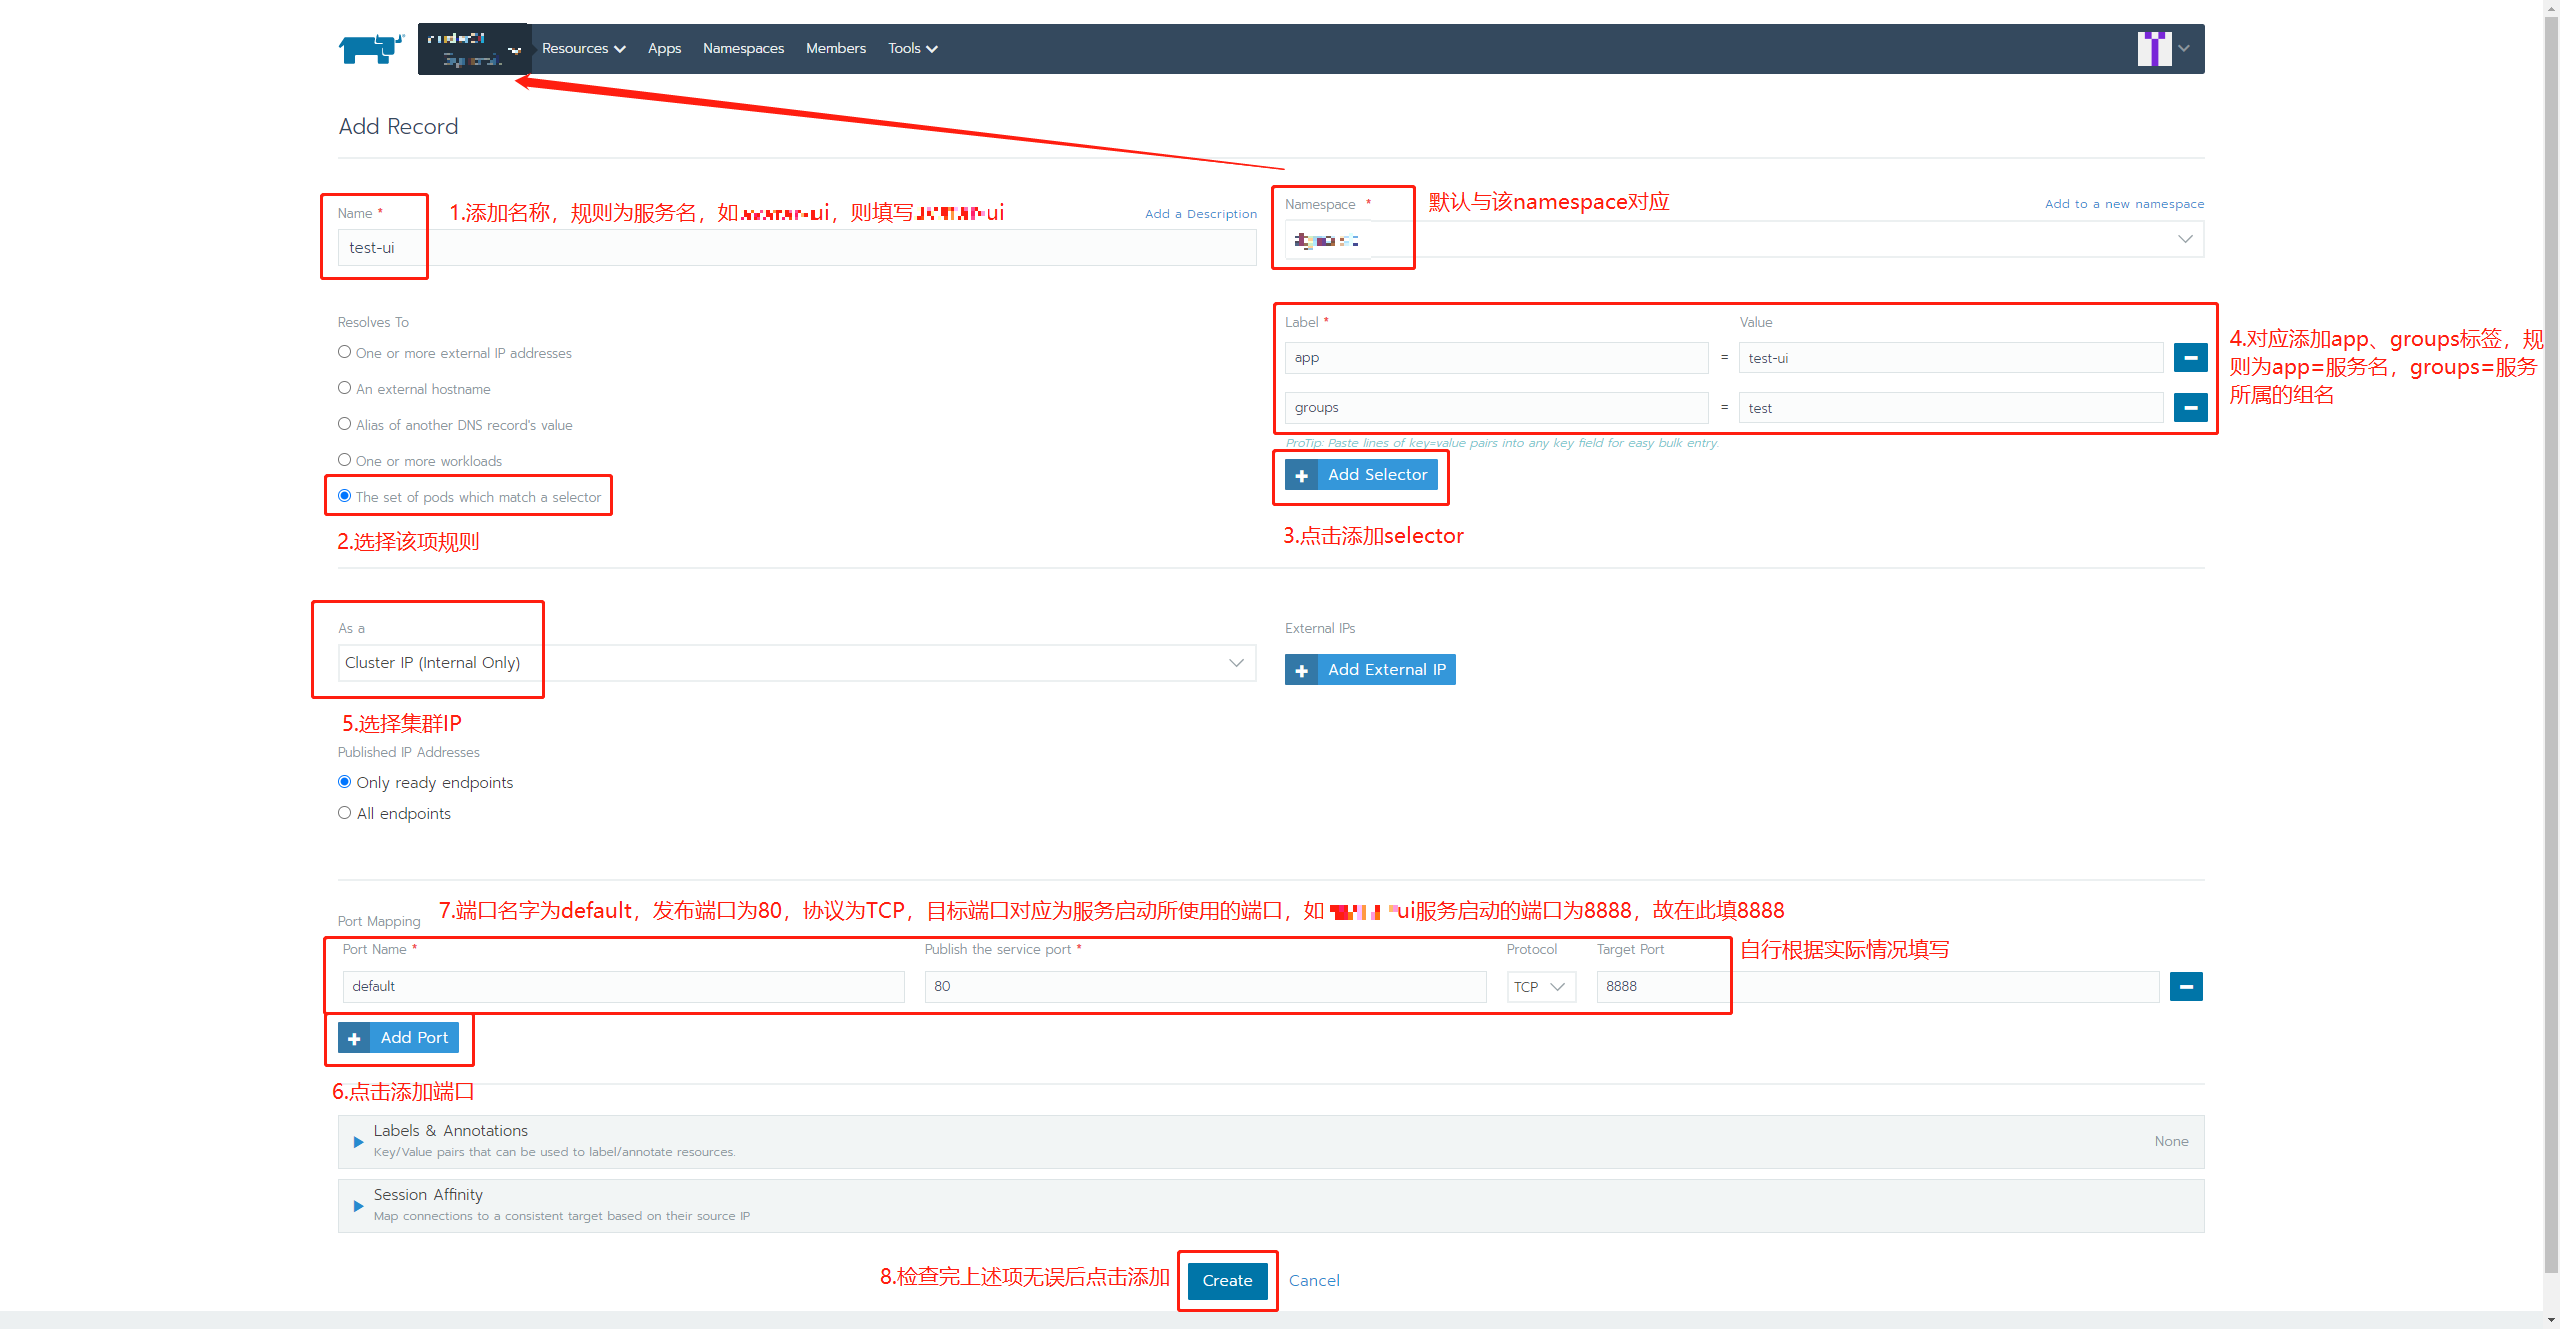 Resources Apps Namespaces Members Tools
Add Record
Name *
1.添加名称，规则为服务名，如 ui，则填写 ui
Add a Description
test-ui
Namespace *
默认与该namespace对应
Add to a new namespace
Resolves To
One or more external IP addresses
An external hostname
Alias of another DNS record's value
One or more workloads
The set of pods which match a selector
2.选择该项规则
Label * Value
app = test-ui
groups = test
ProTip: Paste lines of key=value pairs into any key field for easy bulk entry.
Add Selector
3.点击添加selector
4.对应添加app、groups标签，规
则为app=服务名，groups=服务
所属的组名
As a
Cluster IP (Internal Only)
5.选择集群IP
External IPs
Add External IP
Published IP Addresses
Only ready endpoints
All endpoints
Port Mapping
7.端口名字为default，发布端口为80，协议为TCP，目标端口对应为服务启动所使用的端口，如 ui服务启动的端口为8888，故在此填8888
Port Name * Publish the service port * Protocol Target Port
自行根据实际情况填写
default 80 TCP 8888
Add Port
6.点击添加端口
Labels & Annotations
Key/Value pairs that can be used to label/annotate resources.
None
Session Affinity
Map connections to a consistent target based on their source IP
8.检查完上述项无误后点击添加
Create Cancel